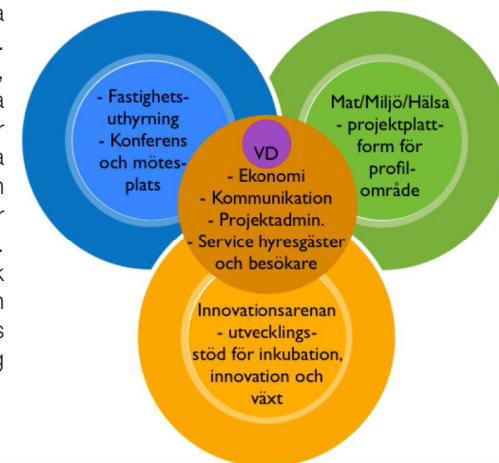 - Fastighets-
uthyrning
- Konferens
och mötes-
plats
Mat/Miljö/Hälsa
- projektplatt-
form för
profil-
område
VD
- Ekonomi
- Kommunikation
- Projektadmin.
- Service hyresgäster
och besökare
Innovationsarenan
- utvecklings-
stöd för inkubation,
innovation och
växt